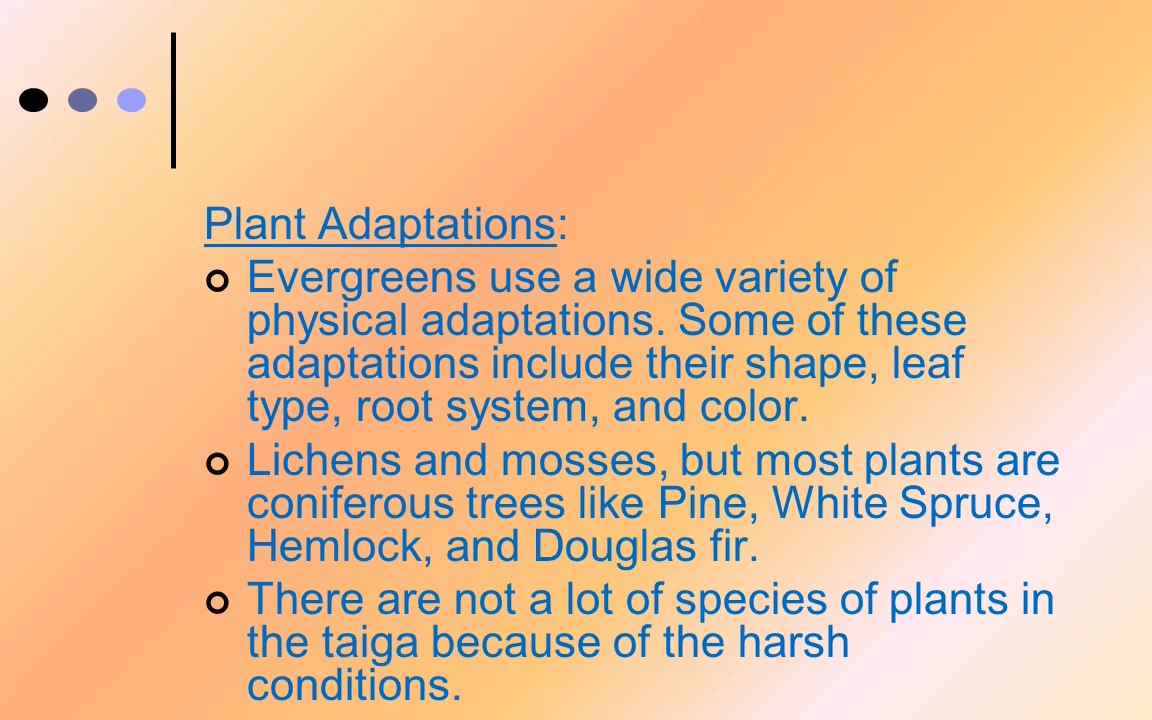 Plant Adaptations:
Evergreens use a wide variety of
physical adaptations. Some of these
adaptations include their shape, leaf
type, root system, and color.
Lichens and mosses, but most plants are
coniferous trees like Pine, White Spruce,
Hemlock, and Douglas fir.
There are not a lot of species of plants in
the taiga because of the harsh
conditions.